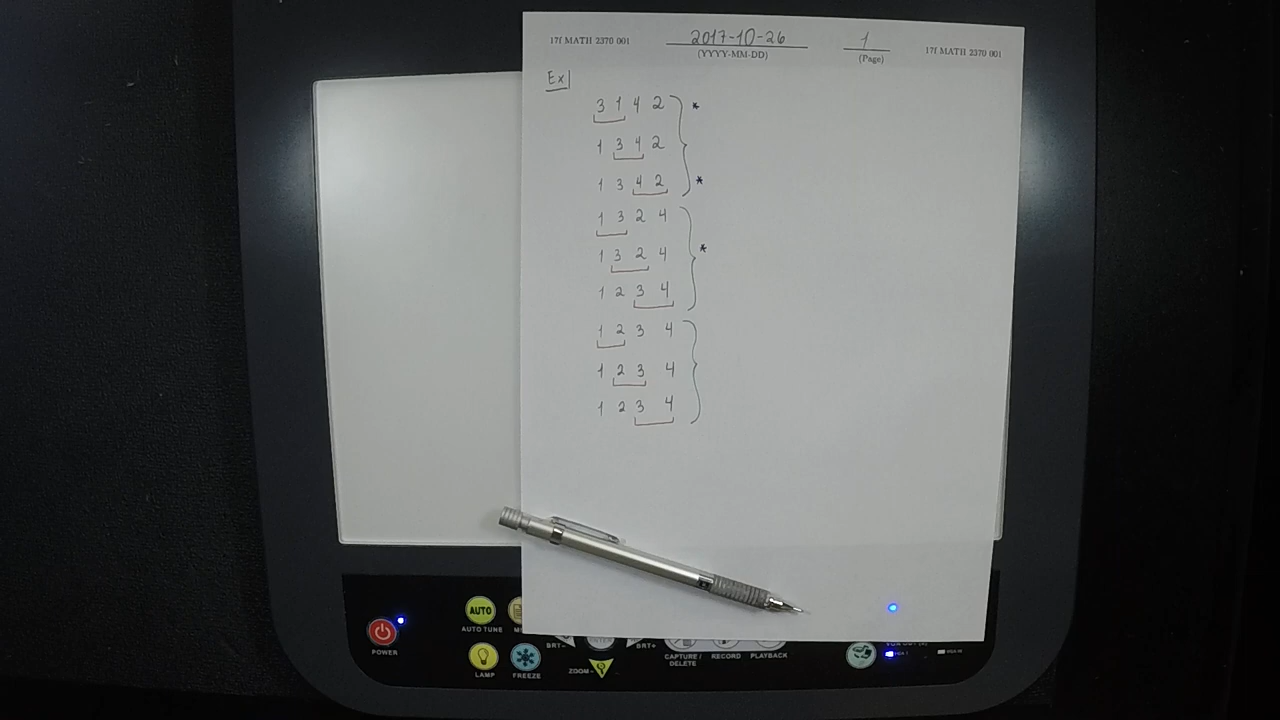 17f MATH 2370 001 2017-10-26 1 17f MATH 2370 001
(YYYY-MM-DD) (Page)
Ex
3 1 4 2 *
1 3 4 2
1 3 4 2 *
1 3 2 4
1 3 2 4 *
1 2 3 4
1 2 3 4
1 2 3 4
1 2 3 4
AUTO
AUTO TUNE
POWER
LAMP
FREEZE
BRT-
ENTER
BRT+
ZOOM-
CAPTURE / DELETE
RECORD
PLAYBACK